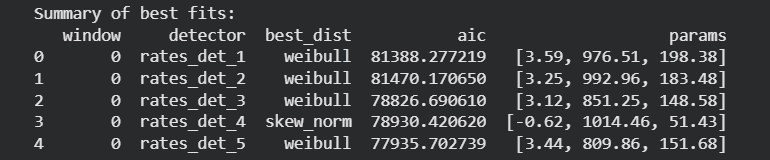 Summary of best fits:
window detector best_dist aic params
0 0 rates_det_1 weibull 81388.277219 [3.59, 976.51, 198.38]
1 0 rates_det_2 weibull 81470.170650 [3.25, 992.96, 183.48]
2 0 rates_det_3 weibull 78826.690610 [3.12, 851.25, 148.58]
3 0 rates_det_4 skew_norm 78930.420620 [-0.62, 1014.46, 51.43]
4 0 rates_det_5 weibull 77935.702739 [3.44, 809.86, 151.68]